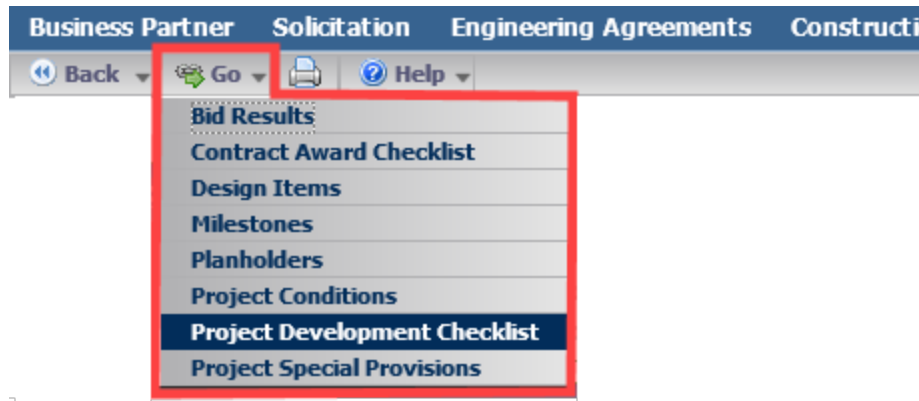 Business Partner Solicitation Engineering Agreements Constructi
Back Go Help
Bid Results
Contract Award Checklist
Design Items
Milestones
Planholders
Project Conditions
Project Development Checklist
Project Special Provisions